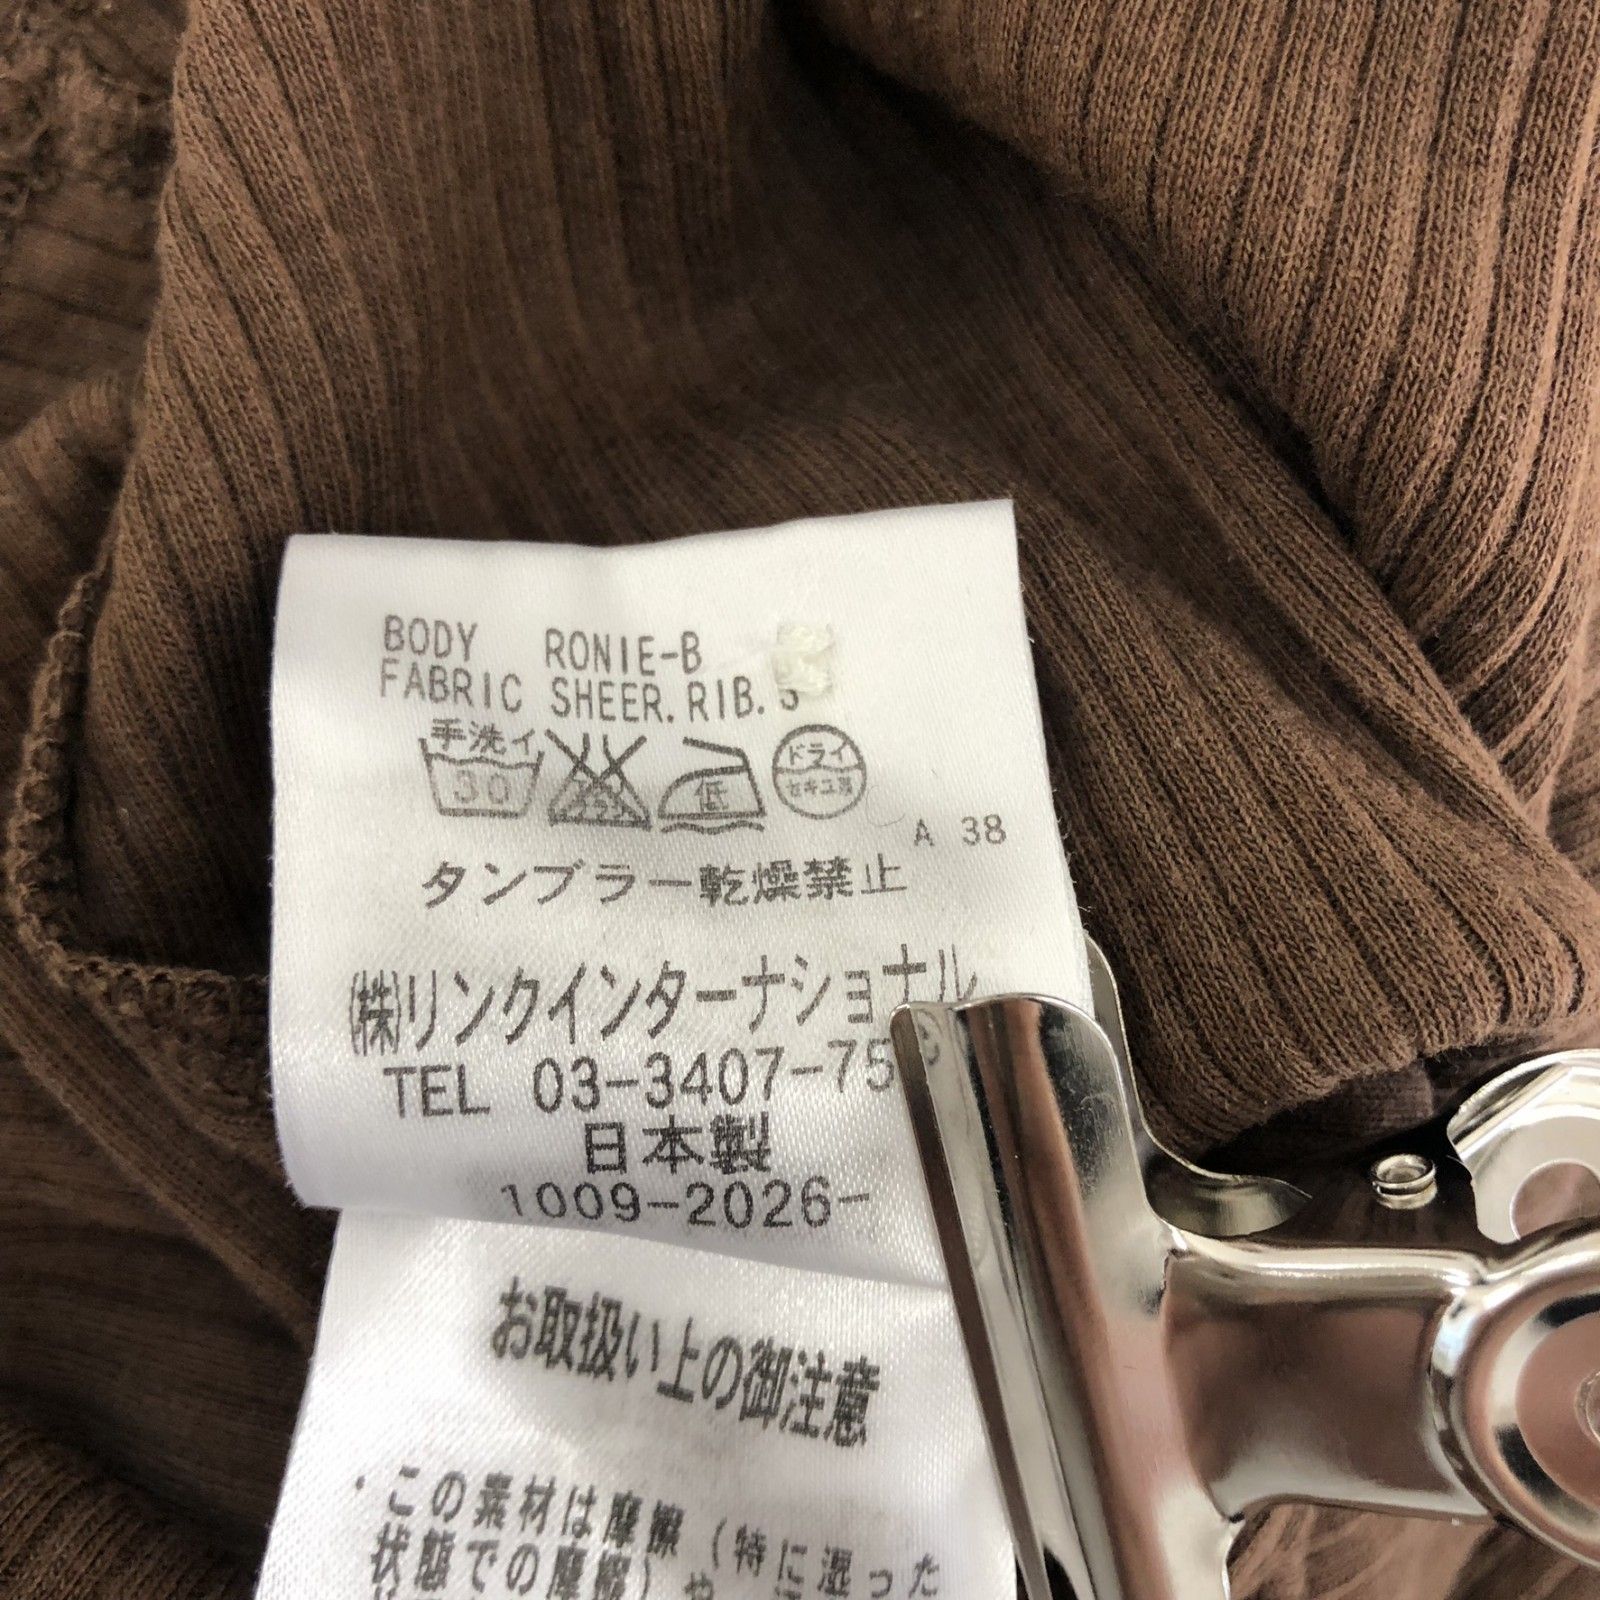 BODY RONIE-B
FABRIC SHEER.RIB.S
手洗イ
30 低 ドライ
セキユ系
A 38
タンブラー乾燥禁止
㈱リンクインターナショナル
TEL 03-3407-75
日本製
1009-2026-
お取扱い上の御注意
・この素材は摩擦(特に湿った
状態での摩擦)や